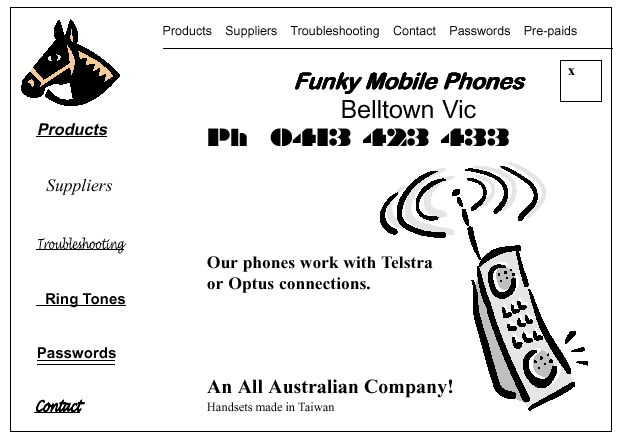 Products Suppliers Troubleshooting Contact Passwords Pre-paids
x
Funky Mobile Phones
Belltown Vic
Ph 0413 423 433
Products
Suppliers
Troubleshooting
Ring Tones
Passwords
Contact
Our phones work with Telstra
or Optus connections.
An All Australian Company!
Handsets made in Taiwan